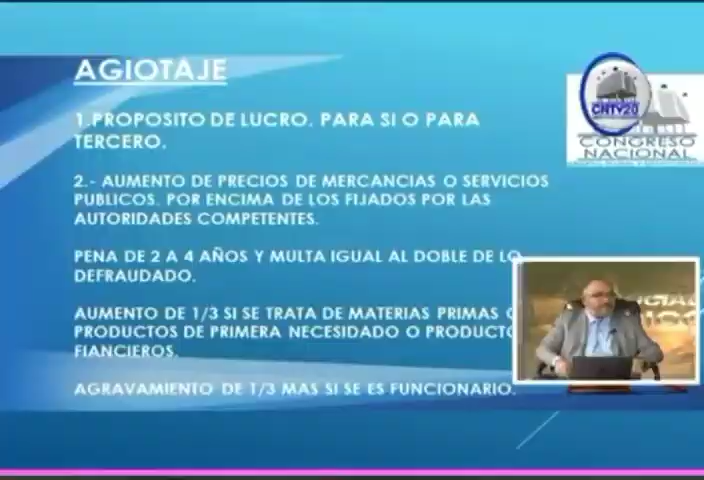 AGIOTAJE
CNTV20
1.PROPOSITO DE LUCRO. PARA SI O PARA
TERCERO.
CONGRESO
NACIONAL
2.- AUMENTO DE PRECIOS DE MERCANCIAS O SERVICIOS
PUBLICOS. POR ENCIMA DE LOS FIJADOS POR LAS
AUTORIDADES COMPETENTES.
PENA DE 2 A 4 AÑOS Y MULTA IGUAL AL DOBLE DE LO
DEFRAUDADO.
AUMENTO DE 1/3 SI SE TRATA DE MATERIAS PRIMAS
PRODUCTOS DE PRIMERA NECESIDADO O PRODUCTO
FIANCIEROS.
AGRAVAMIENTO DE 1/3 MAS SI SE ES FUNCIONARIO.